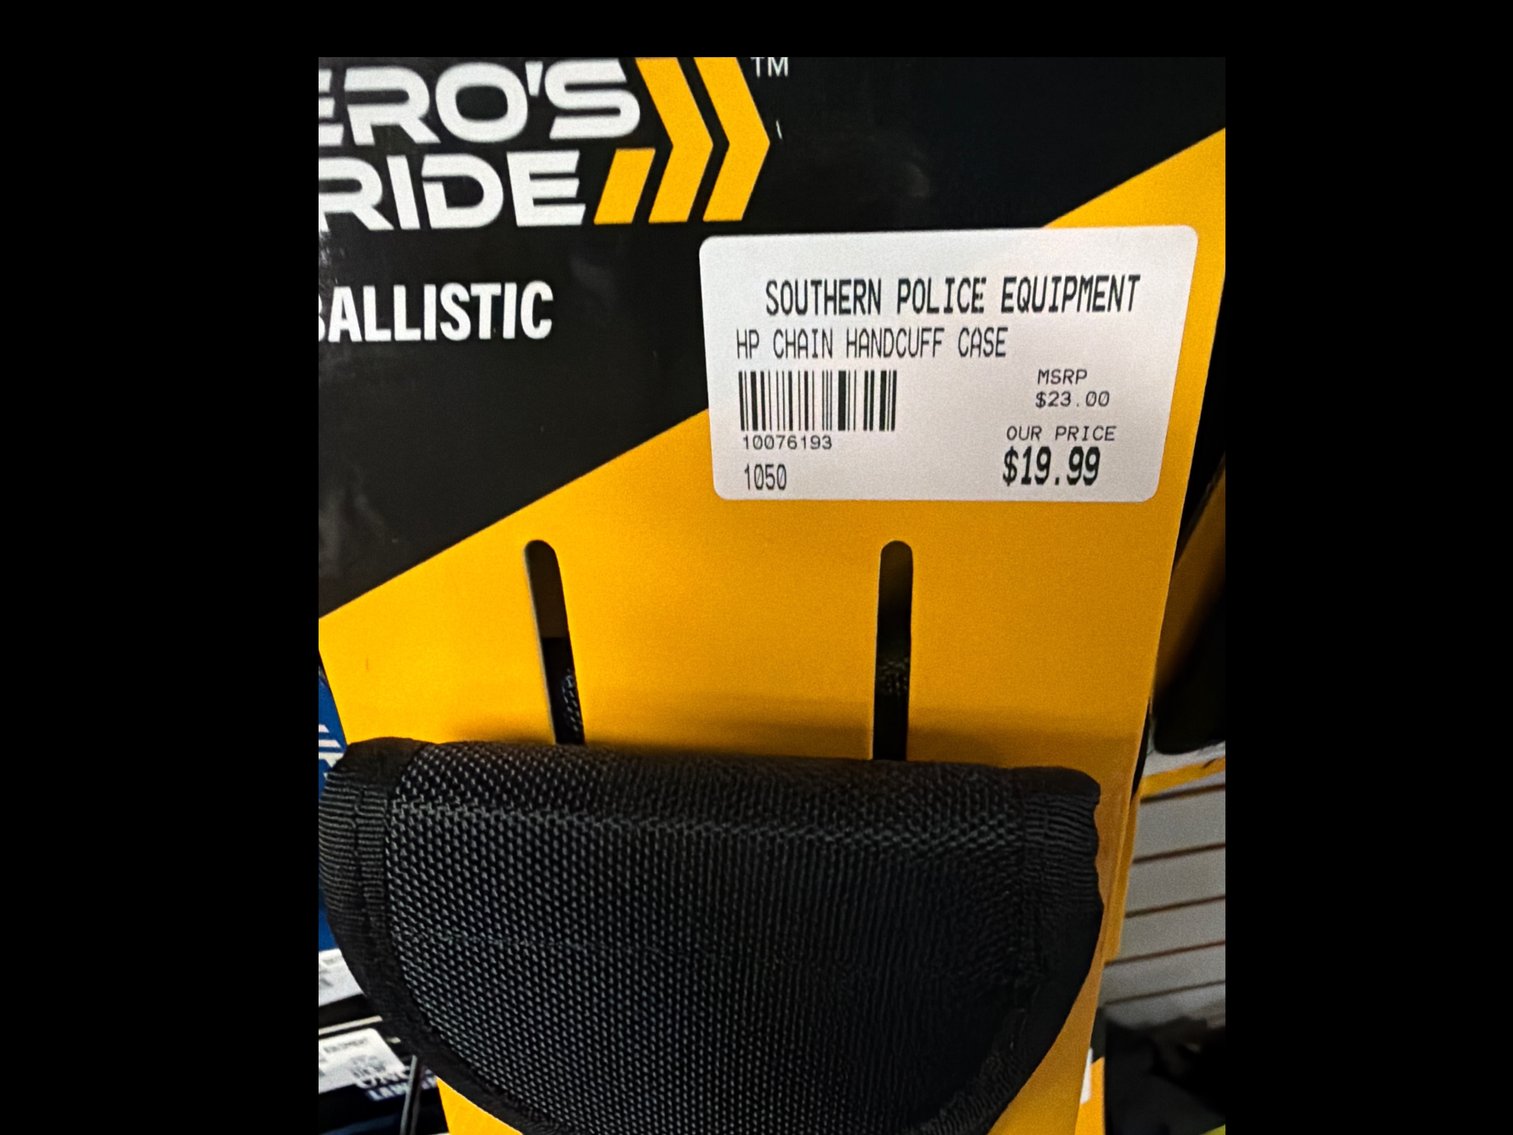 ERO'S
RIDE
TM
BALLISTIC
SOUTHERN POLICE EQUIPMENT
HP CHAIN HANDCUFF CASE
MSRP
$23.00
10076193
OUR PRICE
1050
$19.99